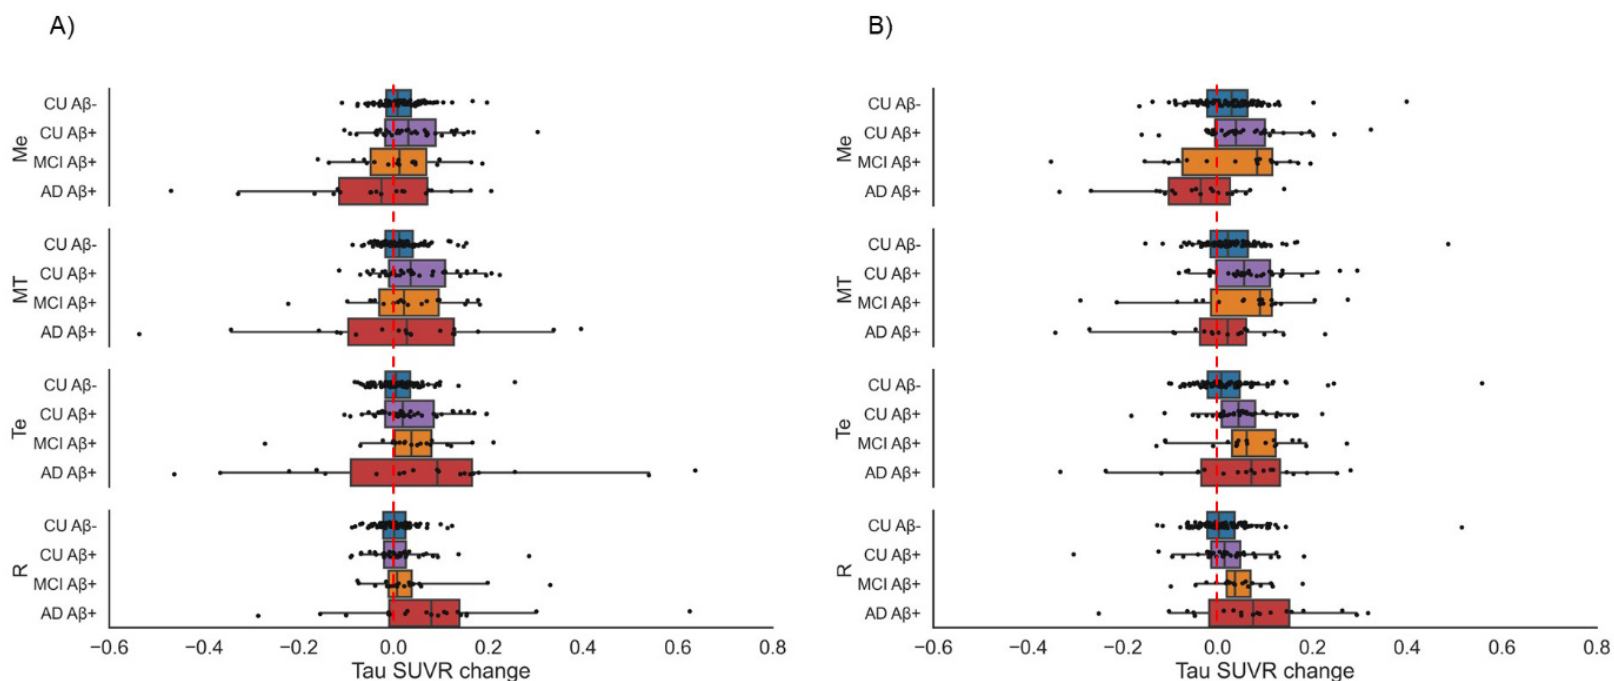 A)
Me
CU Aβ-
CU Aβ+
MCI Aβ+
AD Aβ+
MT
CU Aβ-
CU Aβ+
MCI Aβ+
AD Aβ+
Te
CU Aβ-
CU Aβ+
MCI Aβ+
AD Aβ+
R
CU Aβ-
CU Aβ+
MCI Aβ+
AD Aβ+
−0.6 −0.4 −0.2 0.0 0.2 0.4 0.6 0.8
Tau SUVR change
B)
Me
CU Aβ-
CU Aβ+
MCI Aβ+
AD Aβ+
MT
CU Aβ-
CU Aβ+
MCI Aβ+
AD Aβ+
Te
CU Aβ-
CU Aβ+
MCI Aβ+
AD Aβ+
R
CU Aβ-
CU Aβ+
MCI Aβ+
AD Aβ+
−0.6 −0.4 −0.2 0.0 0.2 0.4 0.6 0.8
Tau SUVR change